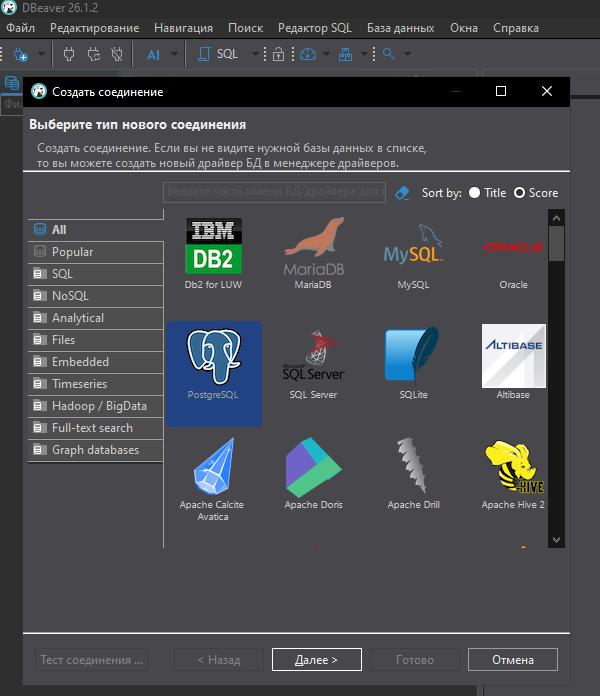 DBeaver 26.1.2
Файл Редактирование Навигация Поиск Редактор SQL База данных Окна Справка
AI SQL
Создать соединение
Выберите тип нового соединения
Создать соединение. Если вы не видите нужной базы данных в списке,
то вы можете создать новый драйвер БД в менеджере драйверов.
Введите часть имени БД/драйвера для Sort by: Title Score
All
Popular
SQL
NoSQL
Analytical
Files
Embedded
Timeseries
Hadoop / BigData
Full-text search
Graph databases
IBM
DB2
MariaDB
MySQL
ORACLE
Db2 for LUW MariaDB MySQL Oracle
Microsoft
SQL Server
ALTIBASE
PostgreSQL SQL Server SQLite Altibase
HIVE
Apache Calcite Avatica Apache Doris Apache Drill Apache Hive 2
Тест соединения ... < Назад Далее > Готово Отмена